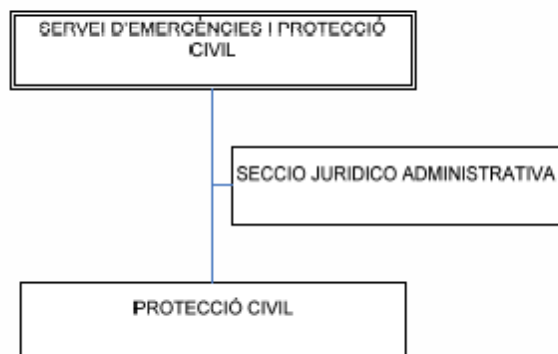 SERVEI D'EMERGÈNCIES I PROTECCIÓ
CIVIL
SECCIO JURIDICO ADMINISTRATIVA
PROTECCIÓ CIVIL